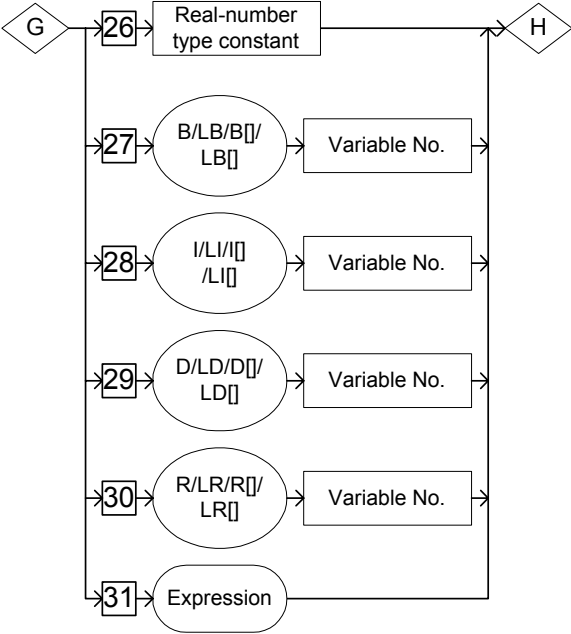 G
26
Real-number
type constant
H
27
B/LB/B[]/
LB[]
Variable No.
28
I/LI/I[]
/LI[]
Variable No.
29
D/LD/D[]/
LD[]
Variable No.
30
R/LR/R[]/
LR[]
Variable No.
31
Expression